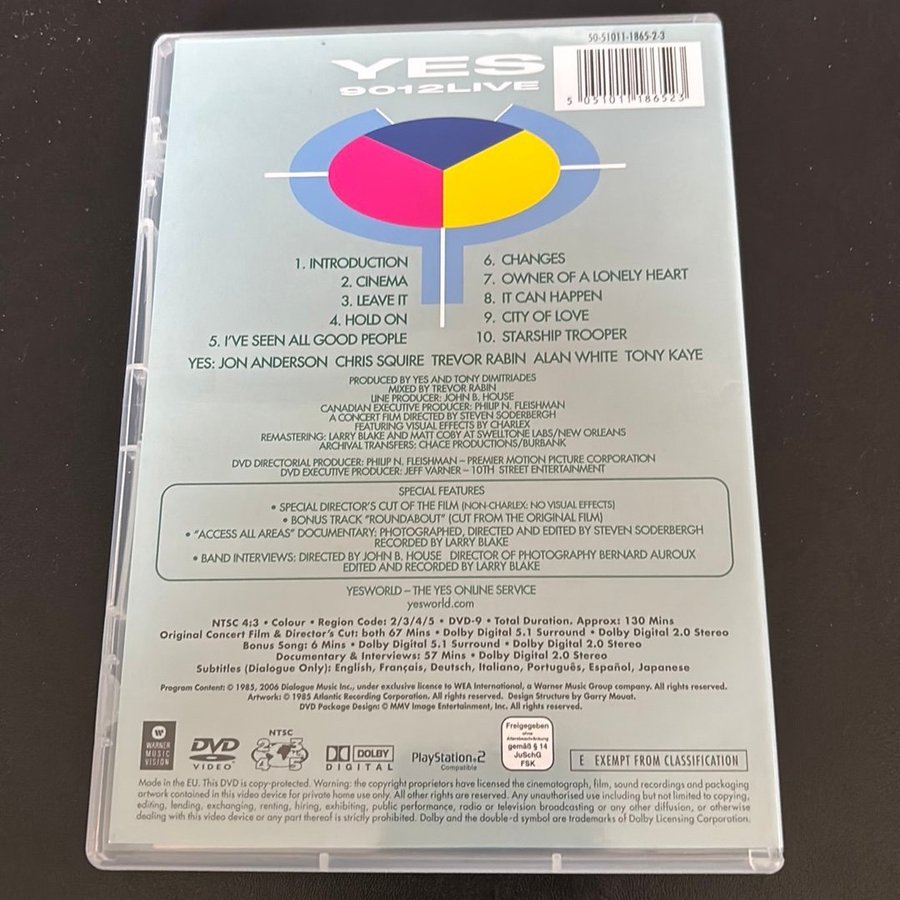 50-51011-1865-2-3
YES
9012LIVE
5 051011 186523
1. INTRODUCTION
2. CINEMA
3. LEAVE IT
4. HOLD ON
5. I'VE SEEN ALL GOOD PEOPLE
6. CHANGES
7. OWNER OF A LONELY HEART
8. IT CAN HAPPEN
9. CITY OF LOVE
10. STARSHIP TROOPER
YES: JON ANDERSON CHRIS SQUIRE TREVOR RABIN ALAN WHITE TONY KAYE
PRODUCED BY YES AND TONY DIMITRIADES
MIXED BY TREVOR RABIN
LINE PRODUCER: JOHN B. HOUSE
CANADIAN EXECUTIVE PRODUCER: PHILIP N. FLEISHMAN
A CONCERT FILM DIRECTED BY STEVEN SODERBERGH
FEATURING VISUAL EFFECTS BY CHARLEX
REMASTERING: LARRY BLAKE AND MATT COBY AT SWELLTONE LABS/NEW ORLEANS
ARCHIVAL TRANSFERS: CHACE PRODUCTIONS/BURBANK
DVD DIRECTORIAL PRODUCER: PHILIP N. FLEISHMAN – PREMIER MOTION PICTURE CORPORATION
DVD EXECUTIVE PRODUCER: JEFF VARNER – 10TH STREET ENTERTAINMENT
SPECIAL FEATURES
• SPECIAL DIRECTOR'S CUT OF THE FILM (NON-CHARLEX: NO VISUAL EFFECTS)
• BONUS TRACK "ROUNDABOUT" (CUT FROM THE ORIGINAL FILM)
• "ACCESS ALL AREAS" DOCUMENTARY: PHOTOGRAPHED, DIRECTED AND EDITED BY STEVEN SODERBERGH
RECORDED BY LARRY BLAKE
• BAND INTERVIEWS: DIRECTED BY JOHN B. HOUSE DIRECTOR OF PHOTOGRAPHY BERNARD AUROUX
EDITED AND RECORDED BY LARRY BLAKE
YESWORLD – THE YES ONLINE SERVICE
yesworld.com
NTSC 4:3 • Colour • Region Code: 2/3/4/5 • DVD-9 • Total Duration. Approx: 130 Mins
Original Concert Film & Director's Cut: both 67 Mins • Dolby Digital 5.1 Surround • Dolby Digital 2.0 Stereo
Bonus Song: 6 Mins • Dolby Digital 5.1 Surround • Dolby Digital 2.0 Stereo
Documentary & Interviews: 57 Mins • Dolby Digital 2.0 Stereo
Subtitles (Dialogue Only): English, Français, Deutsch, Italiano, Português, Español, Japanese
Program Content: © 1985, 2006 Dialogue Music Inc., under exclusive licence to WEA International, a Warner Music Group company. All rights reserved.
Artwork: © 1985 Atlantic Recording Corporation. All rights reserved. Design Structure by Garry Mouat.
DVD Package Design: © MMV Image Entertainment, Inc. All rights reserved.
WARNER
MUSIC
VISION
DVD
VIDEO
NTSC
2 3 4 5
DOLBY
DIGITAL
PlayStation.2
Compatible
Freigegeben
ohne
Altersbeschränkung
gemäß § 14
JuSchG
FSK
E EXEMPT FROM CLASSIFICATION
Made in the EU. This DVD is copy-protected. Warning: the copyright proprietors have licensed the cinematograph, film, sound recordings and packaging
artwork contained in this video device for private home use only. All other rights are reserved. Any unauthorised use including but not limited to copying,
editing, lending, exchanging, renting, hiring, exhibiting, public performance, radio or television broadcasting or any other diffusion, or otherwise
dealing with this video device or any part thereof is strictly prohibited. Dolby and the double-d symbol are trademarks of Dolby Licensing Corporation.